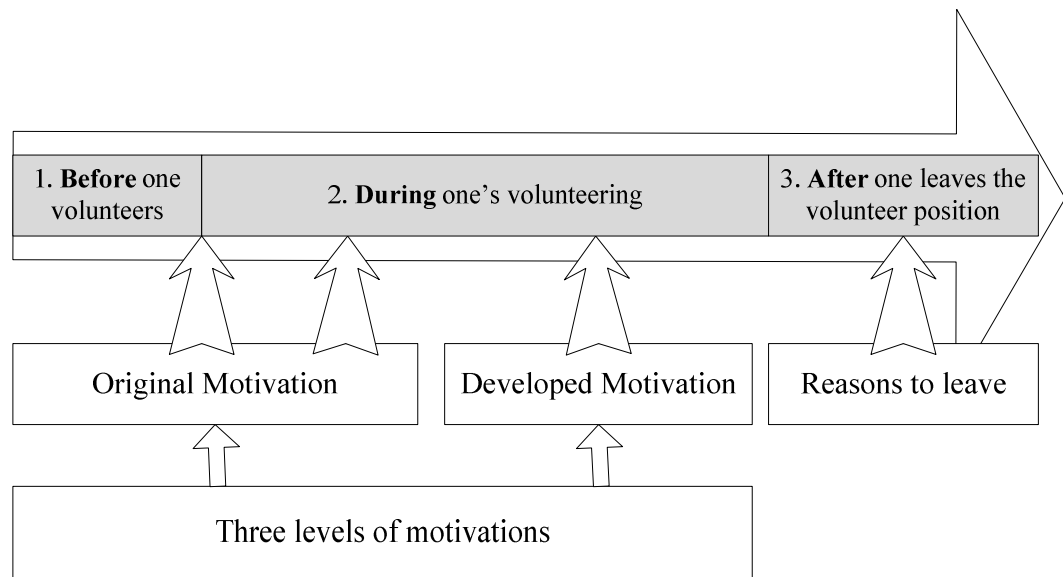 1. Before one
volunteers
2. During one’s volunteering
3. After one leaves the
volunteer position
Original Motivation
Developed Motivation
Reasons to leave
Three levels of motivations